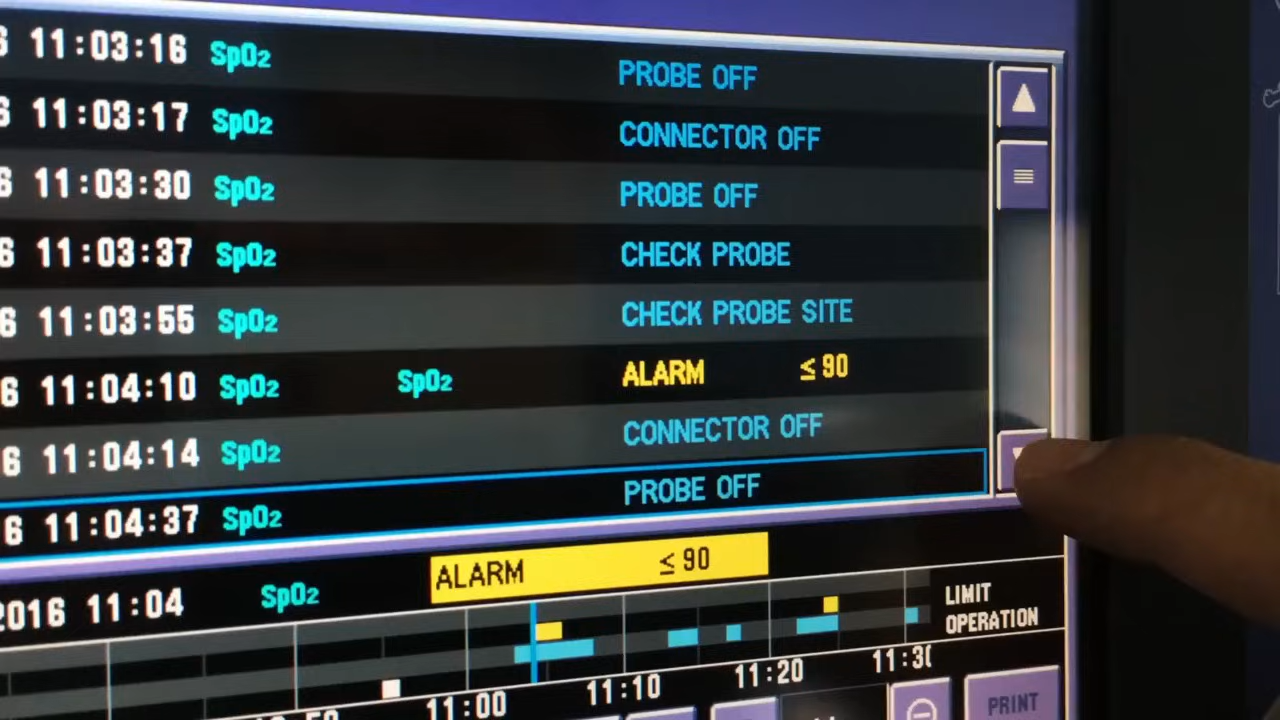 6 11:03:16 SpO2 PROBE OFF
6 11:03:17 SpO2 CONNECTOR OFF
6 11:03:30 SpO2 PROBE OFF
6 11:03:37 SpO2 CHECK PROBE
6 11:03:55 SpO2 CHECK PROBE SITE
6 11:04:10 SpO2 SpO2 ALARM ≤90
6 11:04:14 SpO2 CONNECTOR OFF
6 11:04:37 SpO2 PROBE OFF
2016 11:04 SpO2 ALARM ≤90
LIMIT
OPERATION
11:00 11:10 11:20 11:30
PRINT